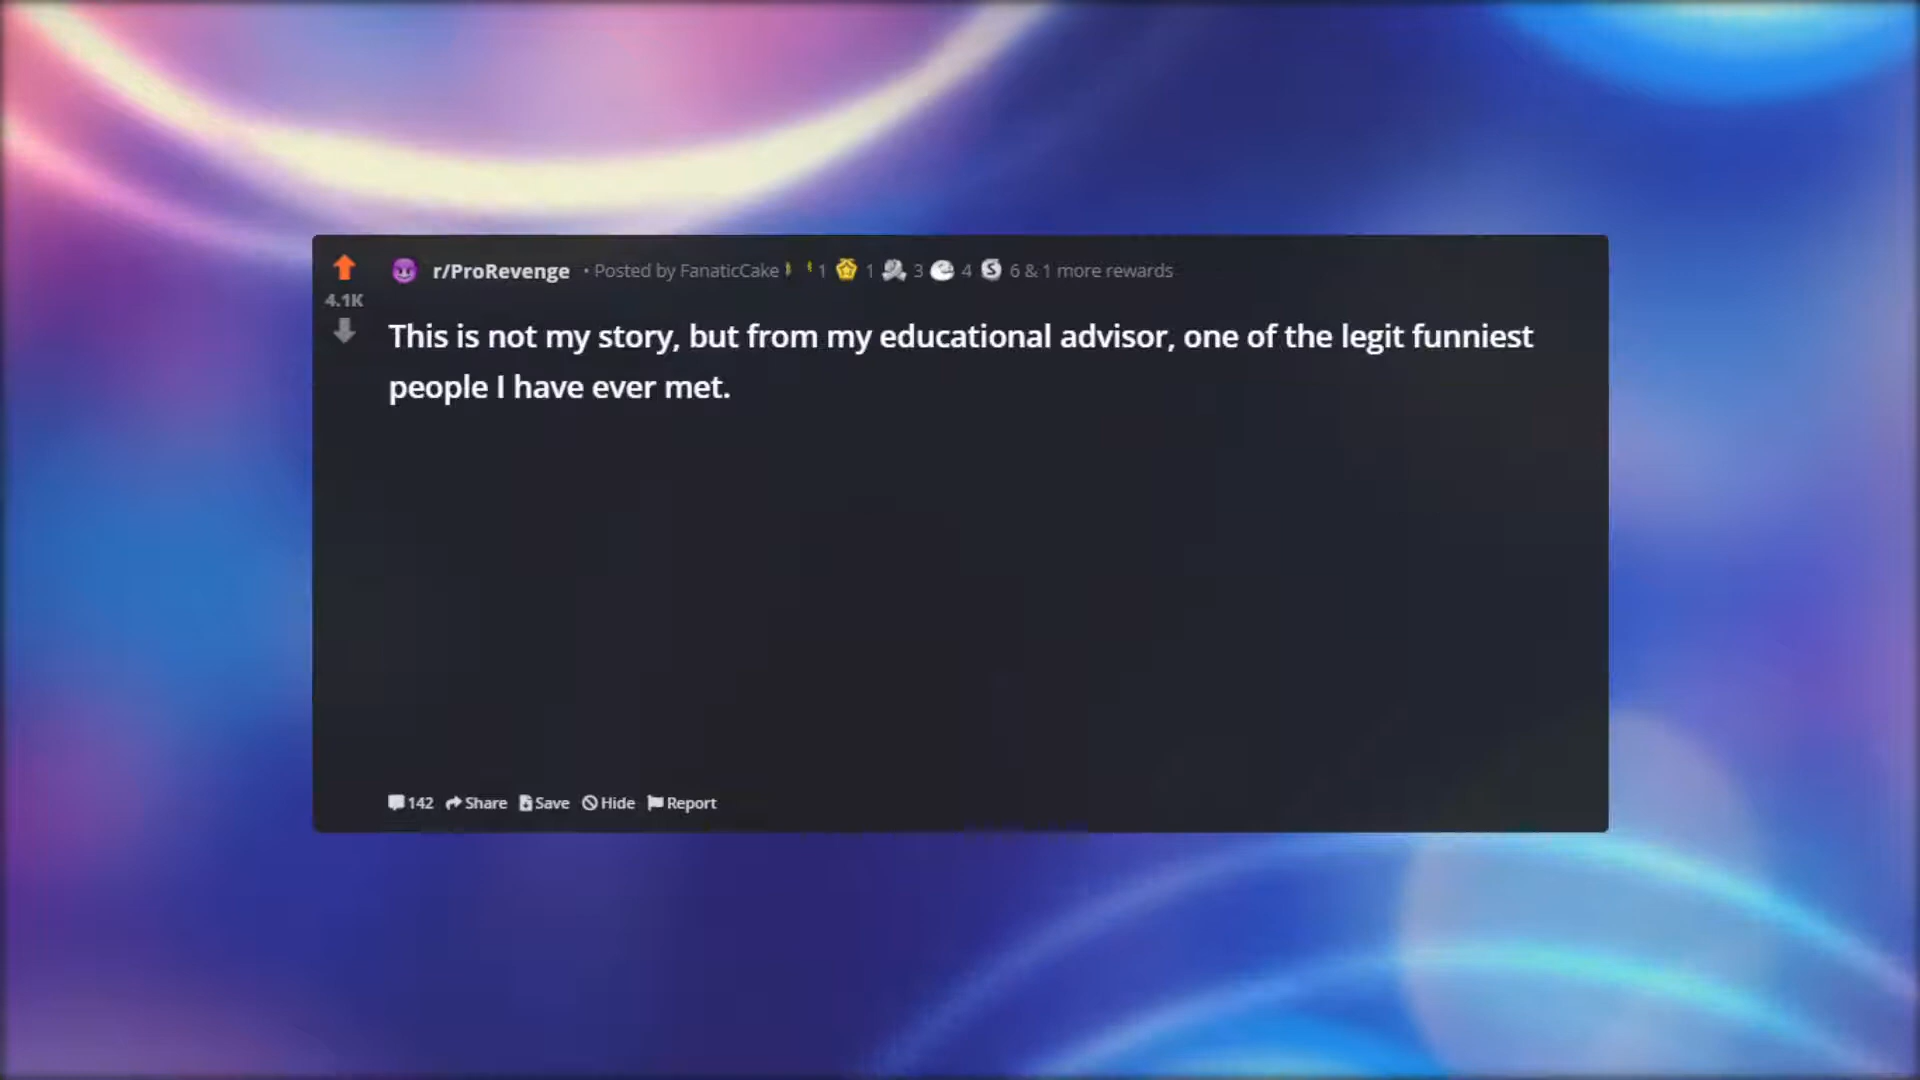 r/ProRevenge • Posted by FanaticCake 1 1 3 4 6 & 1 more rewards
4.1K
This is not my story, but from my educational advisor, one of the legit funniest
people I have ever met.
142 Share Save Hide Report